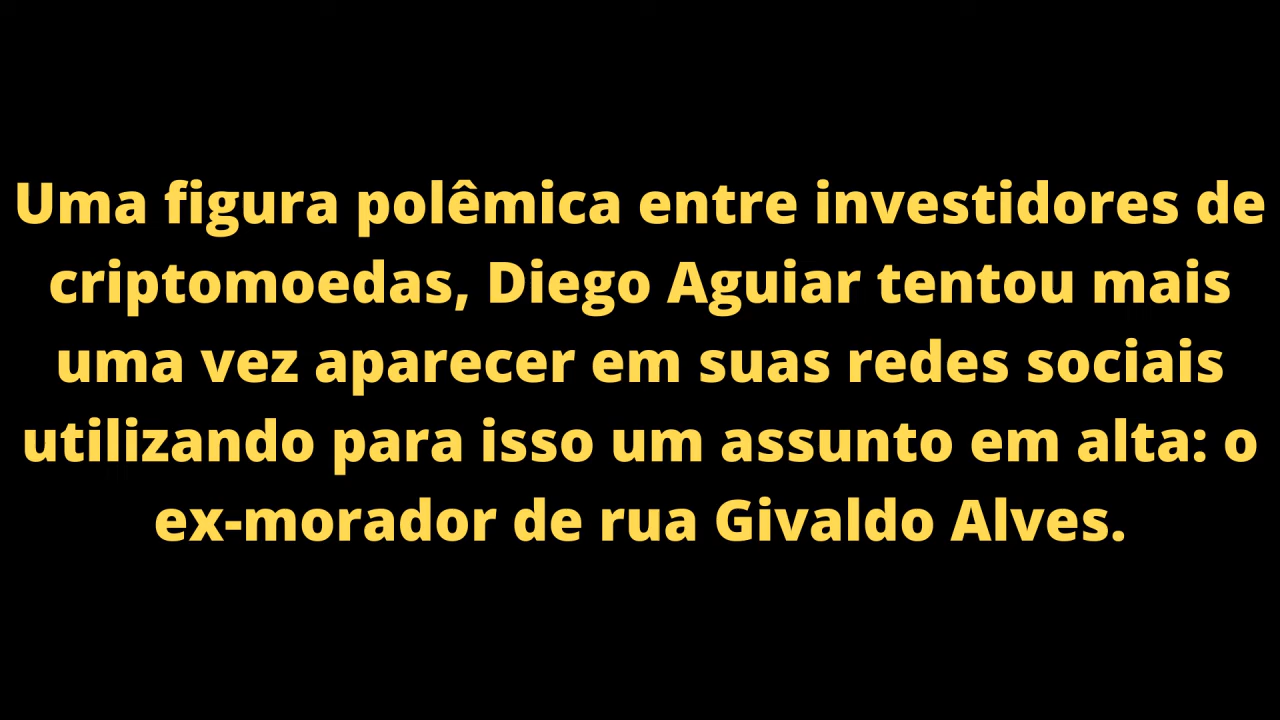 Uma figura polêmica entre investidores de
criptomoedas, Diego Aguiar tentou mais
uma vez aparecer em suas redes sociais
utilizando para isso um assunto em alta: o
ex-morador de rua Givaldo Alves.